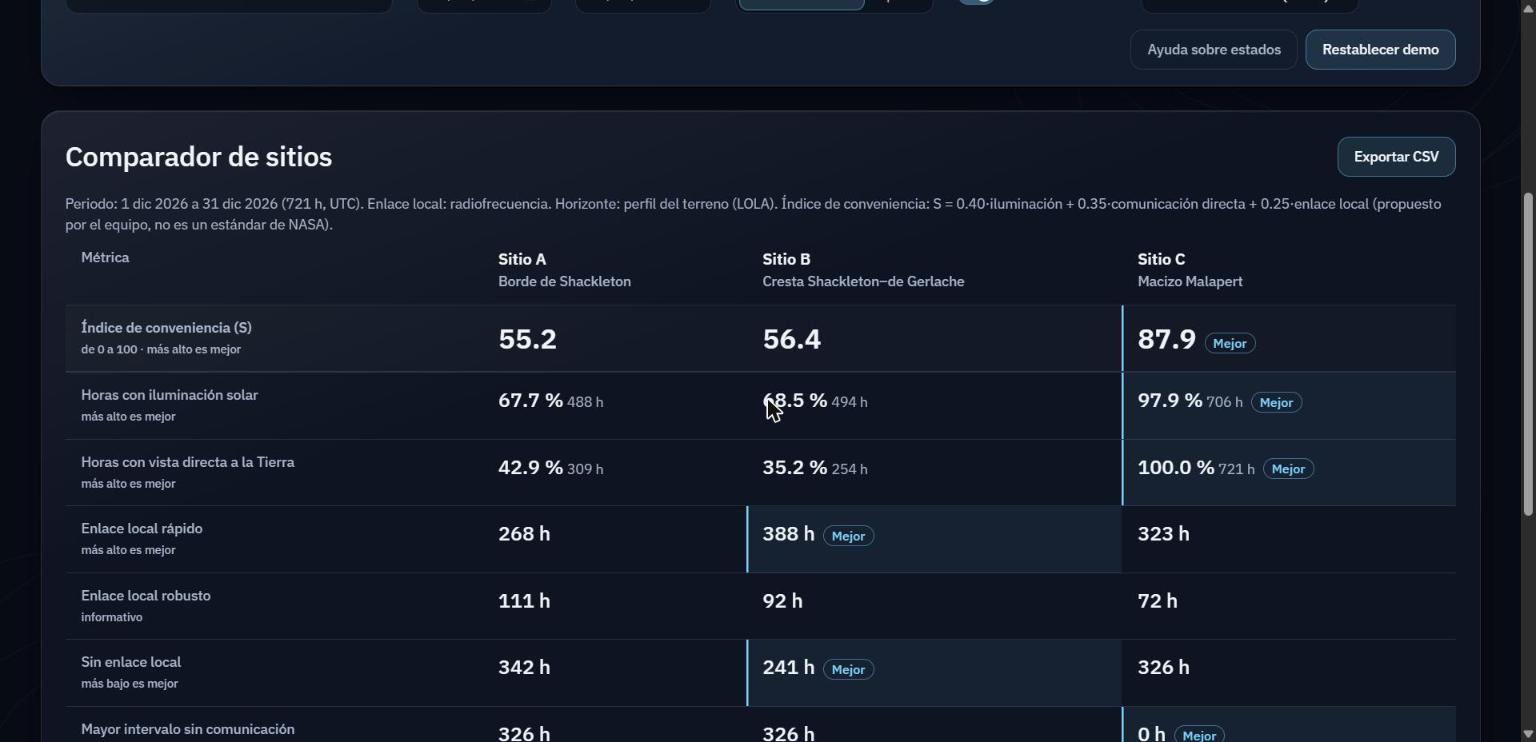 Ayuda sobre estados
Restablecer demo
Comparador de sitios
Exportar CSV
Periodo: 1 dic 2026 a 31 dic 2026 (721 h, UTC). Enlace local: radiofrecuencia. Horizonte: perfil del terreno (LOLA). Índice de conveniencia: S = 0.40·iluminación + 0.35·comunicación directa + 0.25·enlace local (propuesto
por el equipo, no es un estándar de NASA).
Métrica
Sitio A
Borde de Shackleton
Sitio B
Cresta Shackleton–de Gerlache
Sitio C
Macizo Malapert
Índice de conveniencia (S)
de 0 a 100 · más alto es mejor
55.2
56.4
87.9 Mejor
Horas con iluminación solar
más alto es mejor
67.7 % 488 h
68.5 % 494 h
97.9 % 706 h Mejor
Horas con vista directa a la Tierra
más alto es mejor
42.9 % 309 h
35.2 % 254 h
100.0 % 721 h Mejor
Enlace local rápido
más alto es mejor
268 h
388 h Mejor
323 h
Enlace local robusto
informativo
111 h
92 h
72 h
Sin enlace local
más bajo es mejor
342 h
241 h Mejor
326 h
Mayor intervalo sin comunicación
326 h
326 h
0 h Mejor